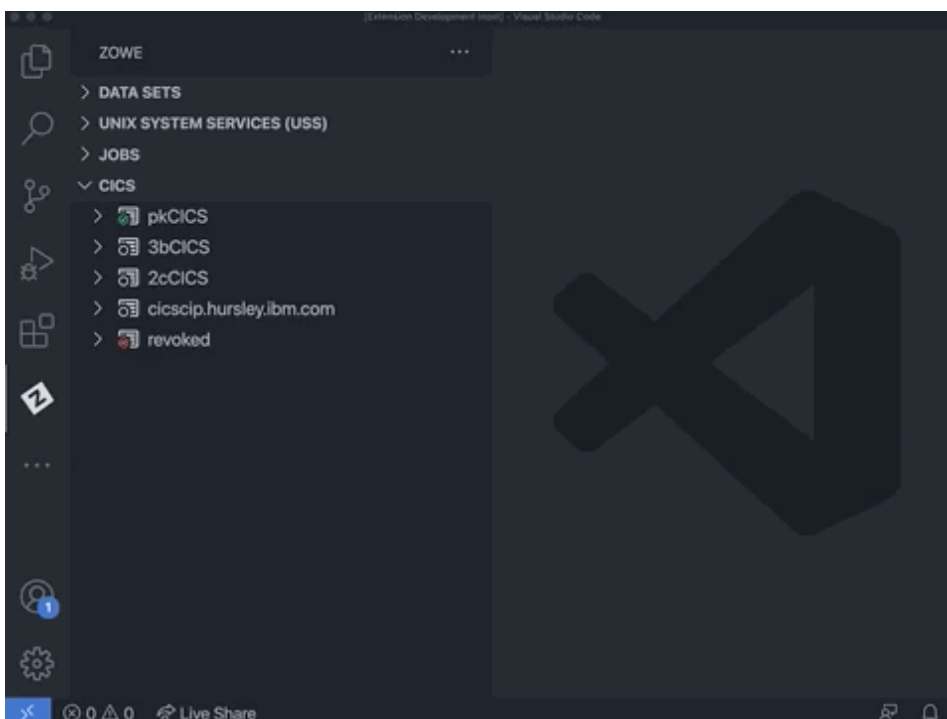 [Extension Development Host] - Visual Studio Code
ZOWE
DATA SETS
UNIX SYSTEM SERVICES (USS)
JOBS
CICS
pkCICS
3bCICS
2cCICS
cicscip.hursley.ibm.com
revoked
Z
1
0 0 Live Share